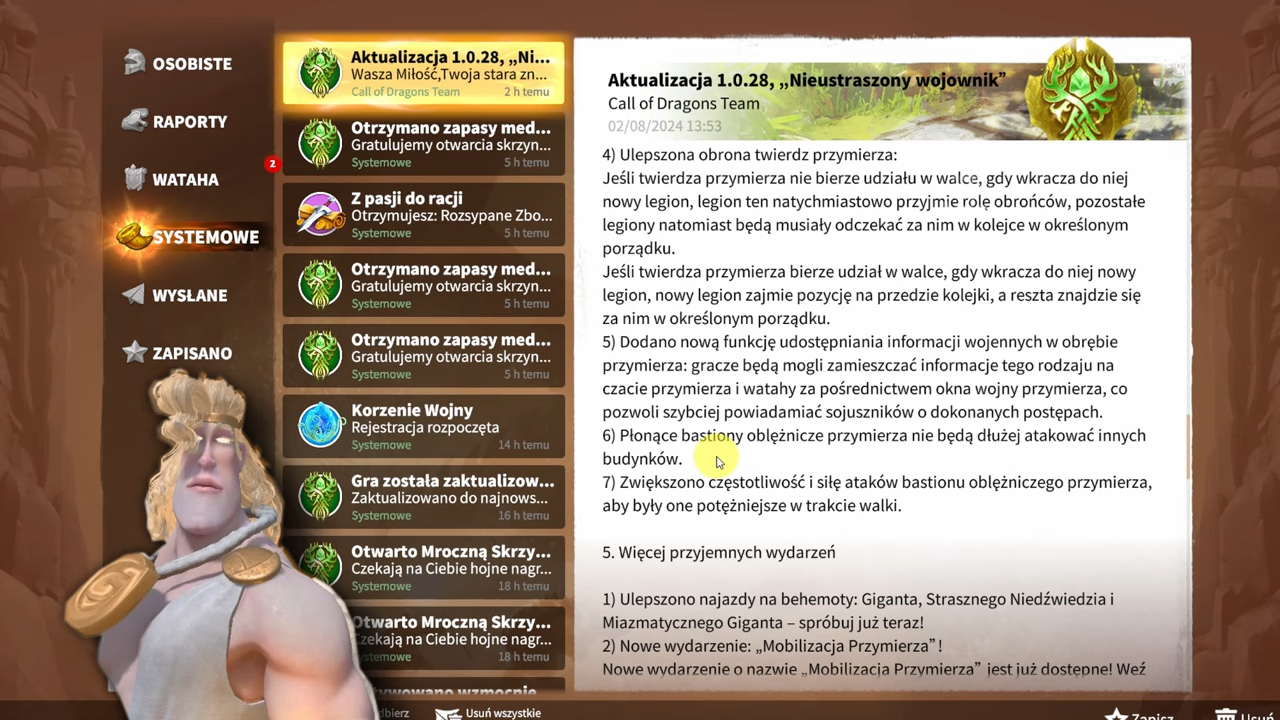 OSOBISTE
RAPORTY
2
WATAHA
SYSTEMOWE
WYSŁANE
ZAPISANO
Aktualizacja 1.0.28, „Ni...
Wasza Miłość,Twoja stara zn...
Call of Dragons Team 2 h temu
Otrzymano zapasy med...
Gratulujemy otwarcia skrzyn...
Systemowe 5 h temu
Z pasji do racji
Otrzymujesz: Rozsypane Zbo...
Systemowe 5 h temu
Otrzymano zapasy med...
Gratulujemy otwarcia skrzyn...
Systemowe 5 h temu
Otrzymano zapasy med...
Gratulujemy otwarcia skrzyn...
Systemowe 5 h temu
Korzenie Wojny
Rejestracja rozpoczęta
Systemowe 14 h temu
Gra została zaktualizow...
Zaktualizowano do najnows...
Systemowe 16 h temu
Otwarto Mroczną Skrzy...
Czekają na Ciebie hojne nagr...
Systemowe 18 h temu
Otwarto Mroczną Skrzy...
Czekają na Ciebie hojne nagr...
18 h temu
Usuń wszystkie
Aktualizacja 1.0.28, „Nieustraszony wojownik”
Call of Dragons Team
02/08/2024 13:53
4) Ulepszona obrona twierdz przymierza:
Jeśli twierdza przymierza nie bierze udziału w walce, gdy wkracza do niej
nowy legion, legion ten natychmiastowo przyjmie rolę obrońców, pozostałe
legiony natomiast będą musiały odczekać za nim w kolejce w określonym
porządku.
Jeśli twierdza przymierza bierze udział w walce, gdy wkracza do niej nowy
legion, nowy legion zajmie pozycję na przedzie kolejki, a reszta znajdzie się
za nim w określonym porządku.
5) Dodano nową funkcję udostępniania informacji wojennych w obrębie
przymierza: gracze będą mogli zamieszczać informacje tego rodzaju na
czacie przymierza i watahy za pośrednictwem okna wojny przymierza, co
pozwoli szybciej powiadamiać sojuszników o dokonanych postępach.
6) Płonące bastiony oblężnicze przymierza nie będą dłużej atakować innych
budynków.
7) Zwiększono częstotliwość i siłę ataków bastionu oblężniczego przymierza,
aby były one potężniejsze w trakcie walki.
5. Więcej przyjemnych wydarzeń
1) Ulepszono najazdy na behemoty: Giganta, Strasznego Niedźwiedzia i
Miazmatycznego Giganta – spróbuj już teraz!
2) Nowe wydarzenie: „Mobilizacja Przymierza”!
Nowe wydarzenie o nazwie „Mobilizacja Przymierza” jest już dostępne! Weź
Zapisz
Usuń